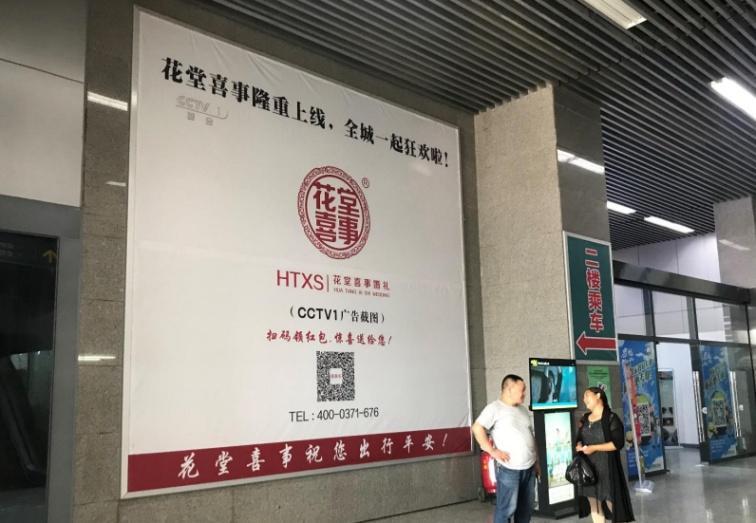 花堂喜事隆重上线，全城一起狂欢啦！
CCTV 1
综合
花堂喜事
®
HTXS 花堂喜事婚礼
HUA TANG XI SHI WEDDING
（CCTV1广告截图）
扫码领红包，惊喜送给您！
TEL: 400-0371-676
花堂喜事祝您出行平安！
二楼乘车